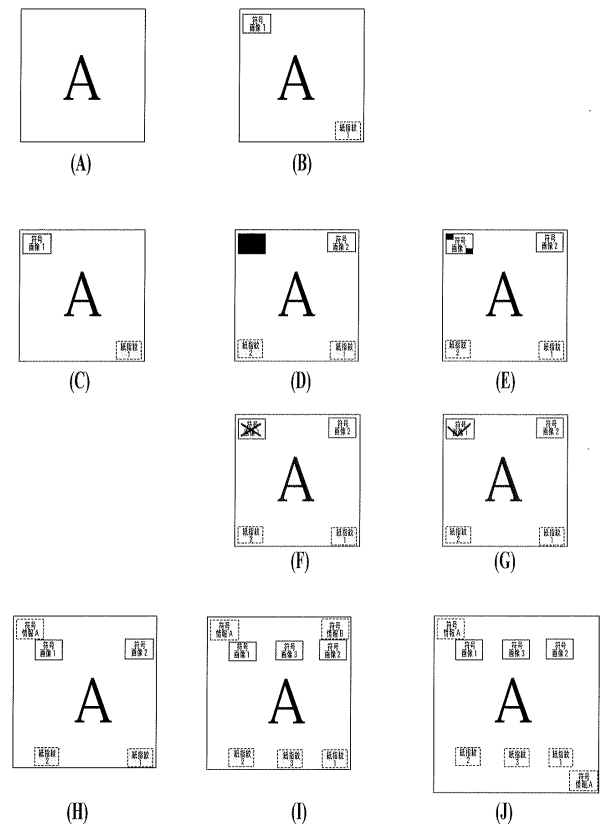 A
(A)
符号
画像 1
A
紙指紋
1
(B)
符号
画像 1
A
紙指紋
1
(C)
符号
画像 2
A
紙指紋
2
紙指紋
1
(D)
符号
画像 1
符号
画像 2
A
紙指紋
2
紙指紋
1
(E)
符号
画像 2
A
紙指紋
2
紙指紋
1
(F)
符号
画像 1
符号
画像 2
A
紙指紋
2
紙指紋
1
(G)
符号
情報A
符号
画像 1
符号
画像 2
A
紙指紋
2
紙指紋
1
(H)
符号
情報A
符号
情報B
符号
画像 1
符号
画像 3
符号
画像 2
A
紙指紋
2
紙指紋
3
紙指紋
1
(I)
符号
情報A
符号
画像 1
符号
画像 3
符号
画像 2
A
紙指紋
2
紙指紋
3
紙指紋
1
符号
情報A
(J)